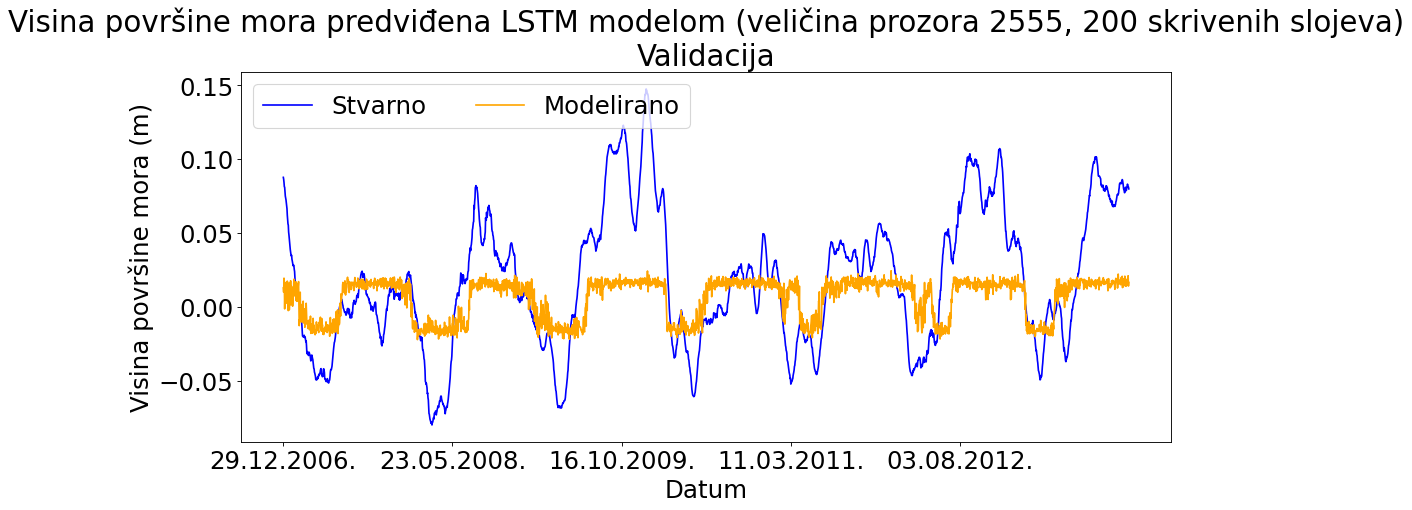 Visina površine mora predviđena LSTM modelom (veličina prozora 2555, 200 skrivenih slojeva)
Validacija
Stvarno Modelirano
Visina površine mora (m)
0.15
0.10
0.05
0.00
−0.05
29.12.2006. 23.05.2008. 16.10.2009. 11.03.2011. 03.08.2012.
Datum